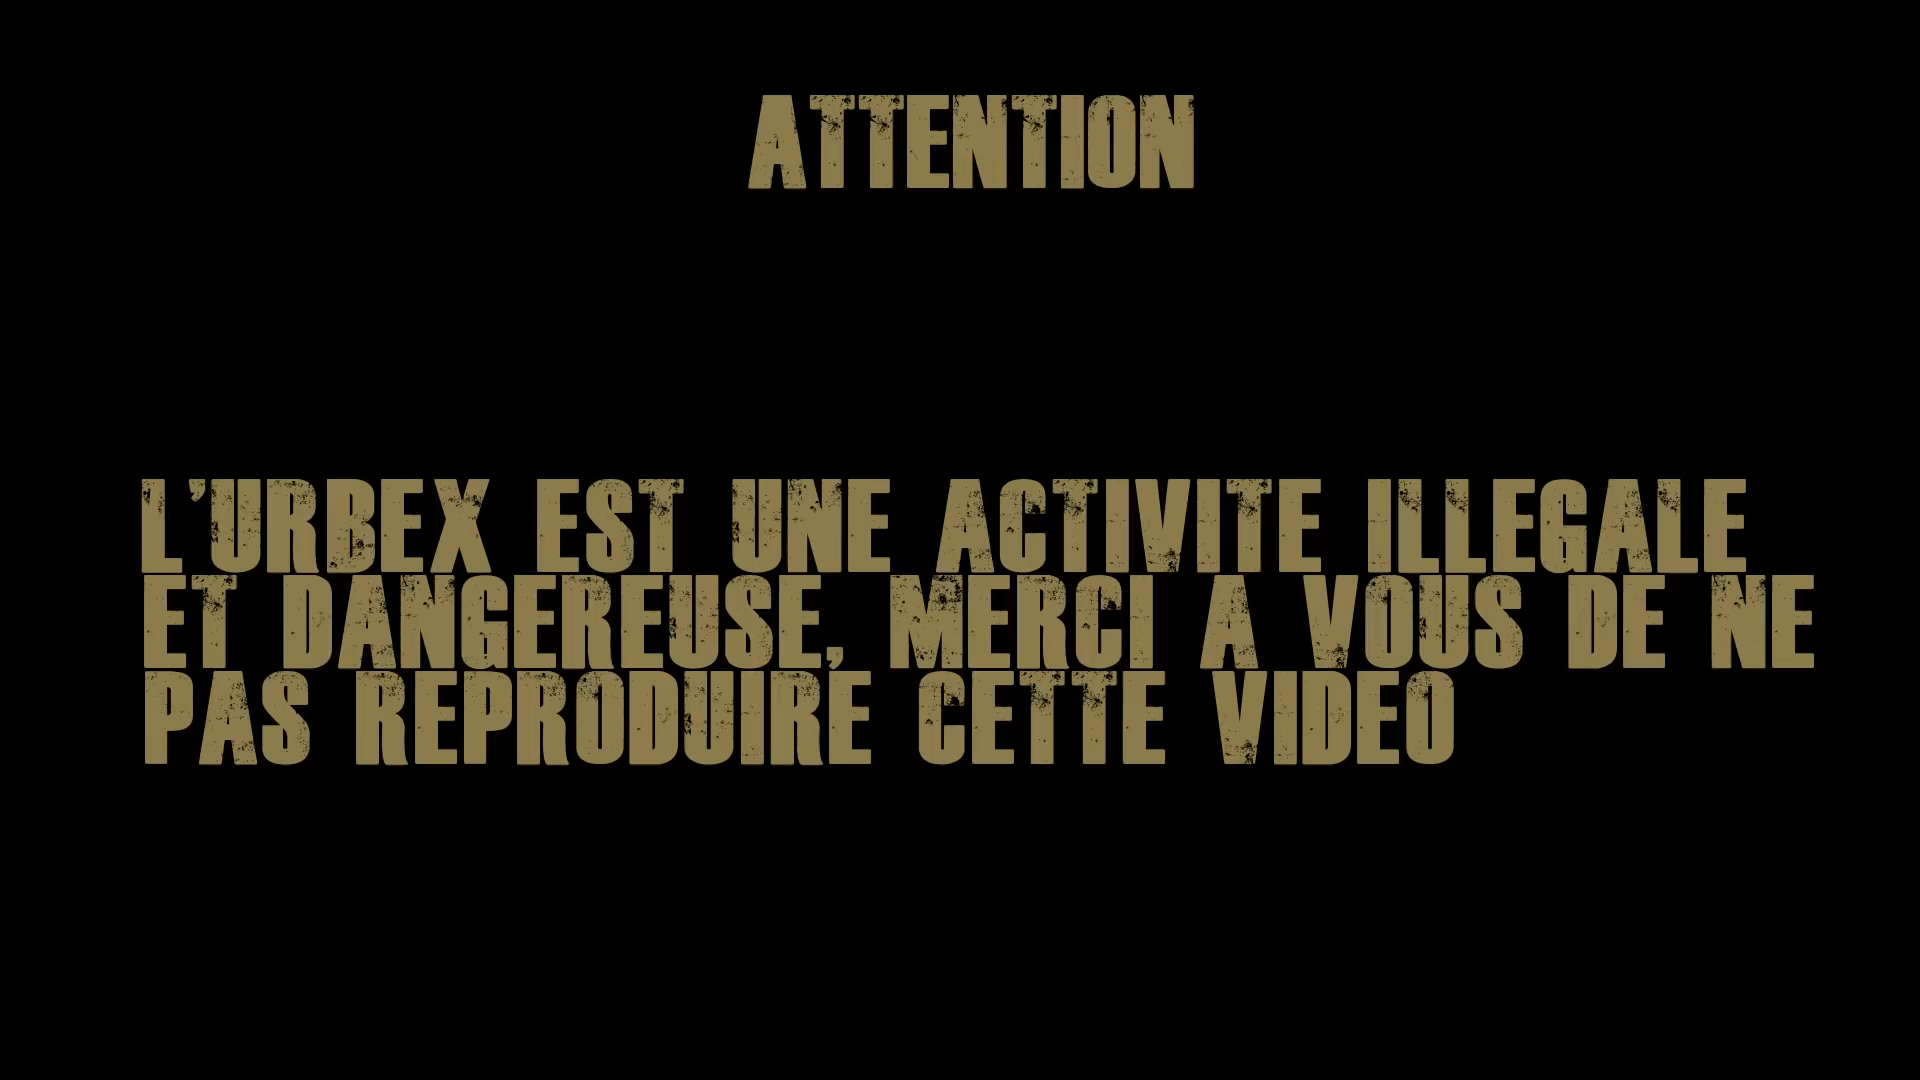 ATTENTION
L'URBEX EST UNE ACTIVITE ILLEGALE
ET DANGEREUSE, MERCI A VOUS DE NE
PAS REPRODUIRE CETTE VIDEO